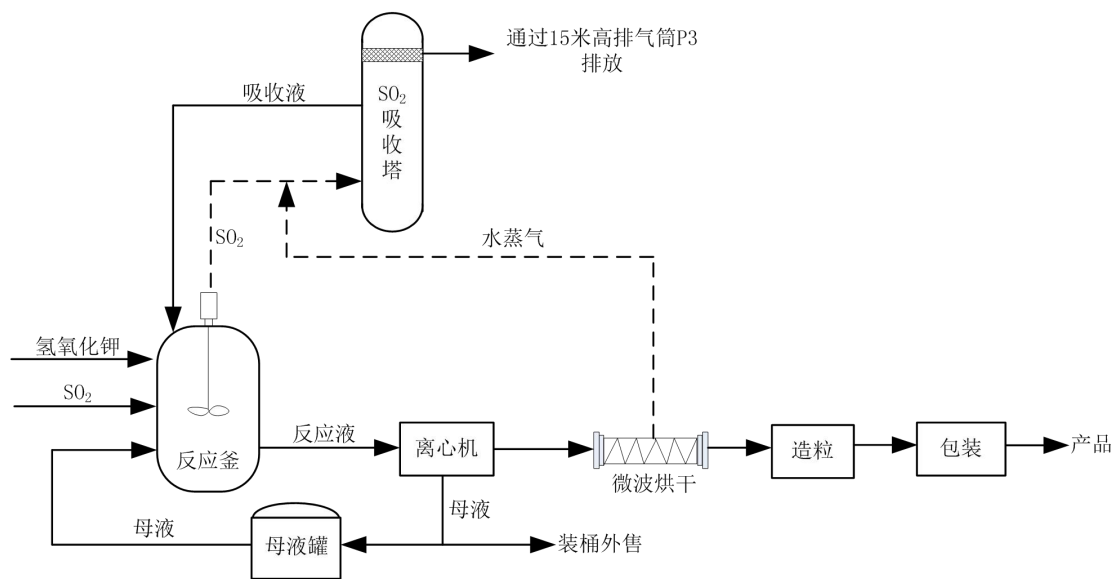 通过15米高排气筒P3
排放
吸收液
SO₂
吸
收
塔
SO₂
水蒸气
氢氧化钾
SO₂
反应釜
反应液
离心机
微波烘干
造粒
包装
产品
母液
母液
母液罐
装桶外售